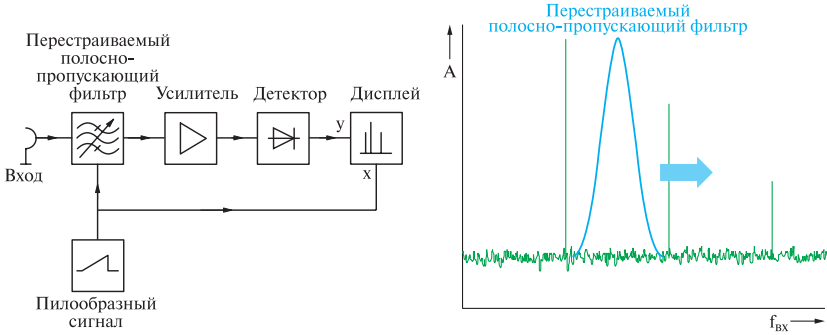 Перестраиваемый
полосно-
пропускающий
фильтр
Усилитель
Детектор
Дисплей
y
x
Вход
Пилообразный
сигнал
Перестраиваемый
полосно-пропускающий фильтр
A
fвх